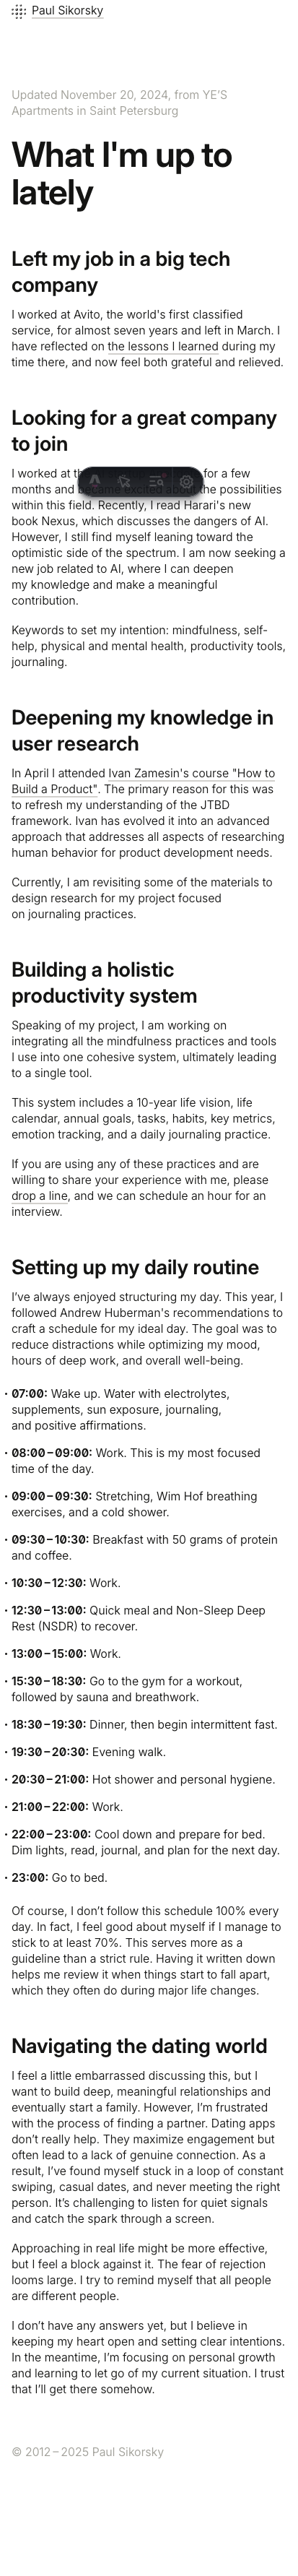 Paul Sikorsky
Updated November 20, 2024, from YE'S
Apartments in Saint Petersburg
What I'm up to
lately
Left my job in a big tech
company
I worked at Avito, the world's first classified
service, for almost seven years and left in March. I
have reflected on the lessons I learned during my
time there, and now feel both grateful and relieved.
Looking for a great company
to join
I worked at for a few
months and became excited about the possibilities
within this field. Recently, I read Harari's new
book Nexus, which discusses the dangers of AI.
However, I still find myself leaning toward the
optimistic side of the spectrum. I am now seeking a
new job related to AI, where I can deepen
my knowledge and make a meaningful
contribution.
Keywords to set my intention: mindfulness, self-
help, physical and mental health, productivity tools,
journaling.
Deepening my knowledge in
user research
In April I attended Ivan Zamesin's course "How to
Build a Product". The primary reason for this was
to refresh my understanding of the JTBD
framework. Ivan has evolved it into an advanced
approach that addresses all aspects of researching
human behavior for product development needs.
Currently, I am revisiting some of the materials to
design research for my project focused
on journaling practices.
Building a holistic
productivity system
Speaking of my project, I am working on
integrating all the mindfulness practices and tools
I use into one cohesive system, ultimately leading
to a single tool.
This system includes a 10-year life vision, life
calendar, annual goals, tasks, habits, key metrics,
emotion tracking, and a daily journaling practice.
If you are using any of these practices and are
willing to share your experience with me, please
drop a line, and we can schedule an hour for an
interview.
Setting up my daily routine
I've always enjoyed structuring my day. This year, I
followed Andrew Huberman's recommendations to
craft a schedule for my ideal day. The goal was to
reduce distractions while optimizing my mood,
hours of deep work, and overall well-being.
· 07:00: Wake up. Water with electrolytes,
supplements, sun exposure, journaling,
and positive affirmations.
· 08:00 – 09:00: Work. This is my most focused
time of the day.
· 09:00 – 09:30: Stretching, Wim Hof breathing
exercises, and a cold shower.
· 09:30 – 10:30: Breakfast with 50 grams of protein
and coffee.
· 10:30 – 12:30: Work.
· 12:30 – 13:00: Quick meal and Non-Sleep Deep
Rest (NSDR) to recover.
· 13:00 – 15:00: Work.
· 15:30 – 18:30: Go to the gym for a workout,
followed by sauna and breathwork.
· 18:30 – 19:30: Dinner, then begin intermittent fast.
· 19:30 – 20:30: Evening walk.
· 20:30 – 21:00: Hot shower and personal hygiene.
· 21:00 – 22:00: Work.
· 22:00 – 23:00: Cool down and prepare for bed.
Dim lights, read, journal, and plan for the next day.
· 23:00: Go to bed.
Of course, I don't follow this schedule 100% every
day. In fact, I feel good about myself if I manage to
stick to at least 70%. This serves more as a
guideline than a strict rule. Having it written down
helps me review it when things start to fall apart,
which they often do during major life changes.
Navigating the dating world
I feel a little embarrassed discussing this, but I
want to build deep, meaningful relationships and
eventually start a family. However, I'm frustrated
with the process of finding a partner. Dating apps
don't really help. They maximize engagement but
often lead to a lack of genuine connection. As a
result, I've found myself stuck in a loop of constant
swiping, casual dates, and never meeting the right
person. It's challenging to listen for quiet signals
and catch the spark through a screen.
Approaching in real life might be more effective,
but I feel a block against it. The fear of rejection
looms large. I try to remind myself that all people
are different people.
I don't have any answers yet, but I believe in
keeping my heart open and setting clear intentions.
In the meantime, I'm focusing on personal growth
and learning to let go of my current situation. I trust
that I'll get there somehow.
© 2012 – 2025 Paul Sikorsky